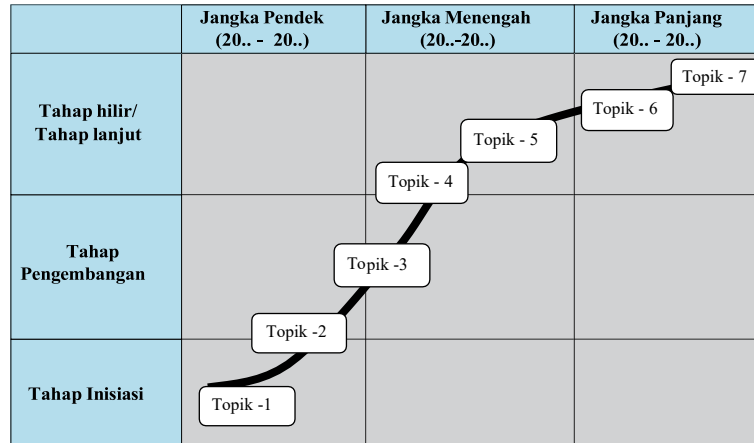 Jangka Pendek
(20.. - 20..)
Jangka Menengah
(20..-20..)
Jangka Panjang
(20.. - 20..)
Tahap hilir/
Tahap lanjut
Topik - 7
Topik - 6
Topik - 5
Topik - 4
Tahap
Pengembangan
Topik -3
Topik -2
Tahap Inisiasi
Topik -1